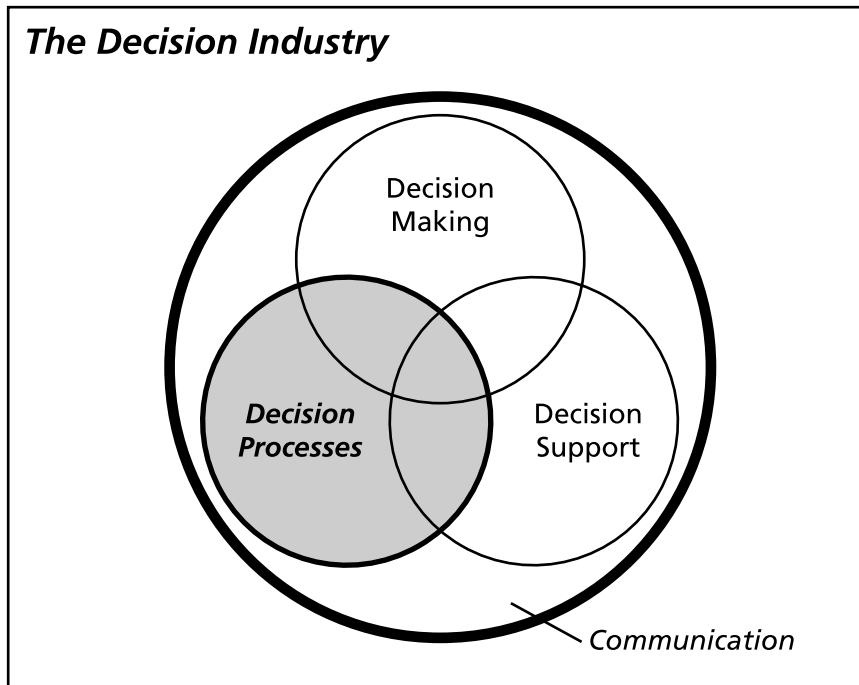 The Decision Industry
Decision
Making
Decision
Processes
Decision
Support
Communication